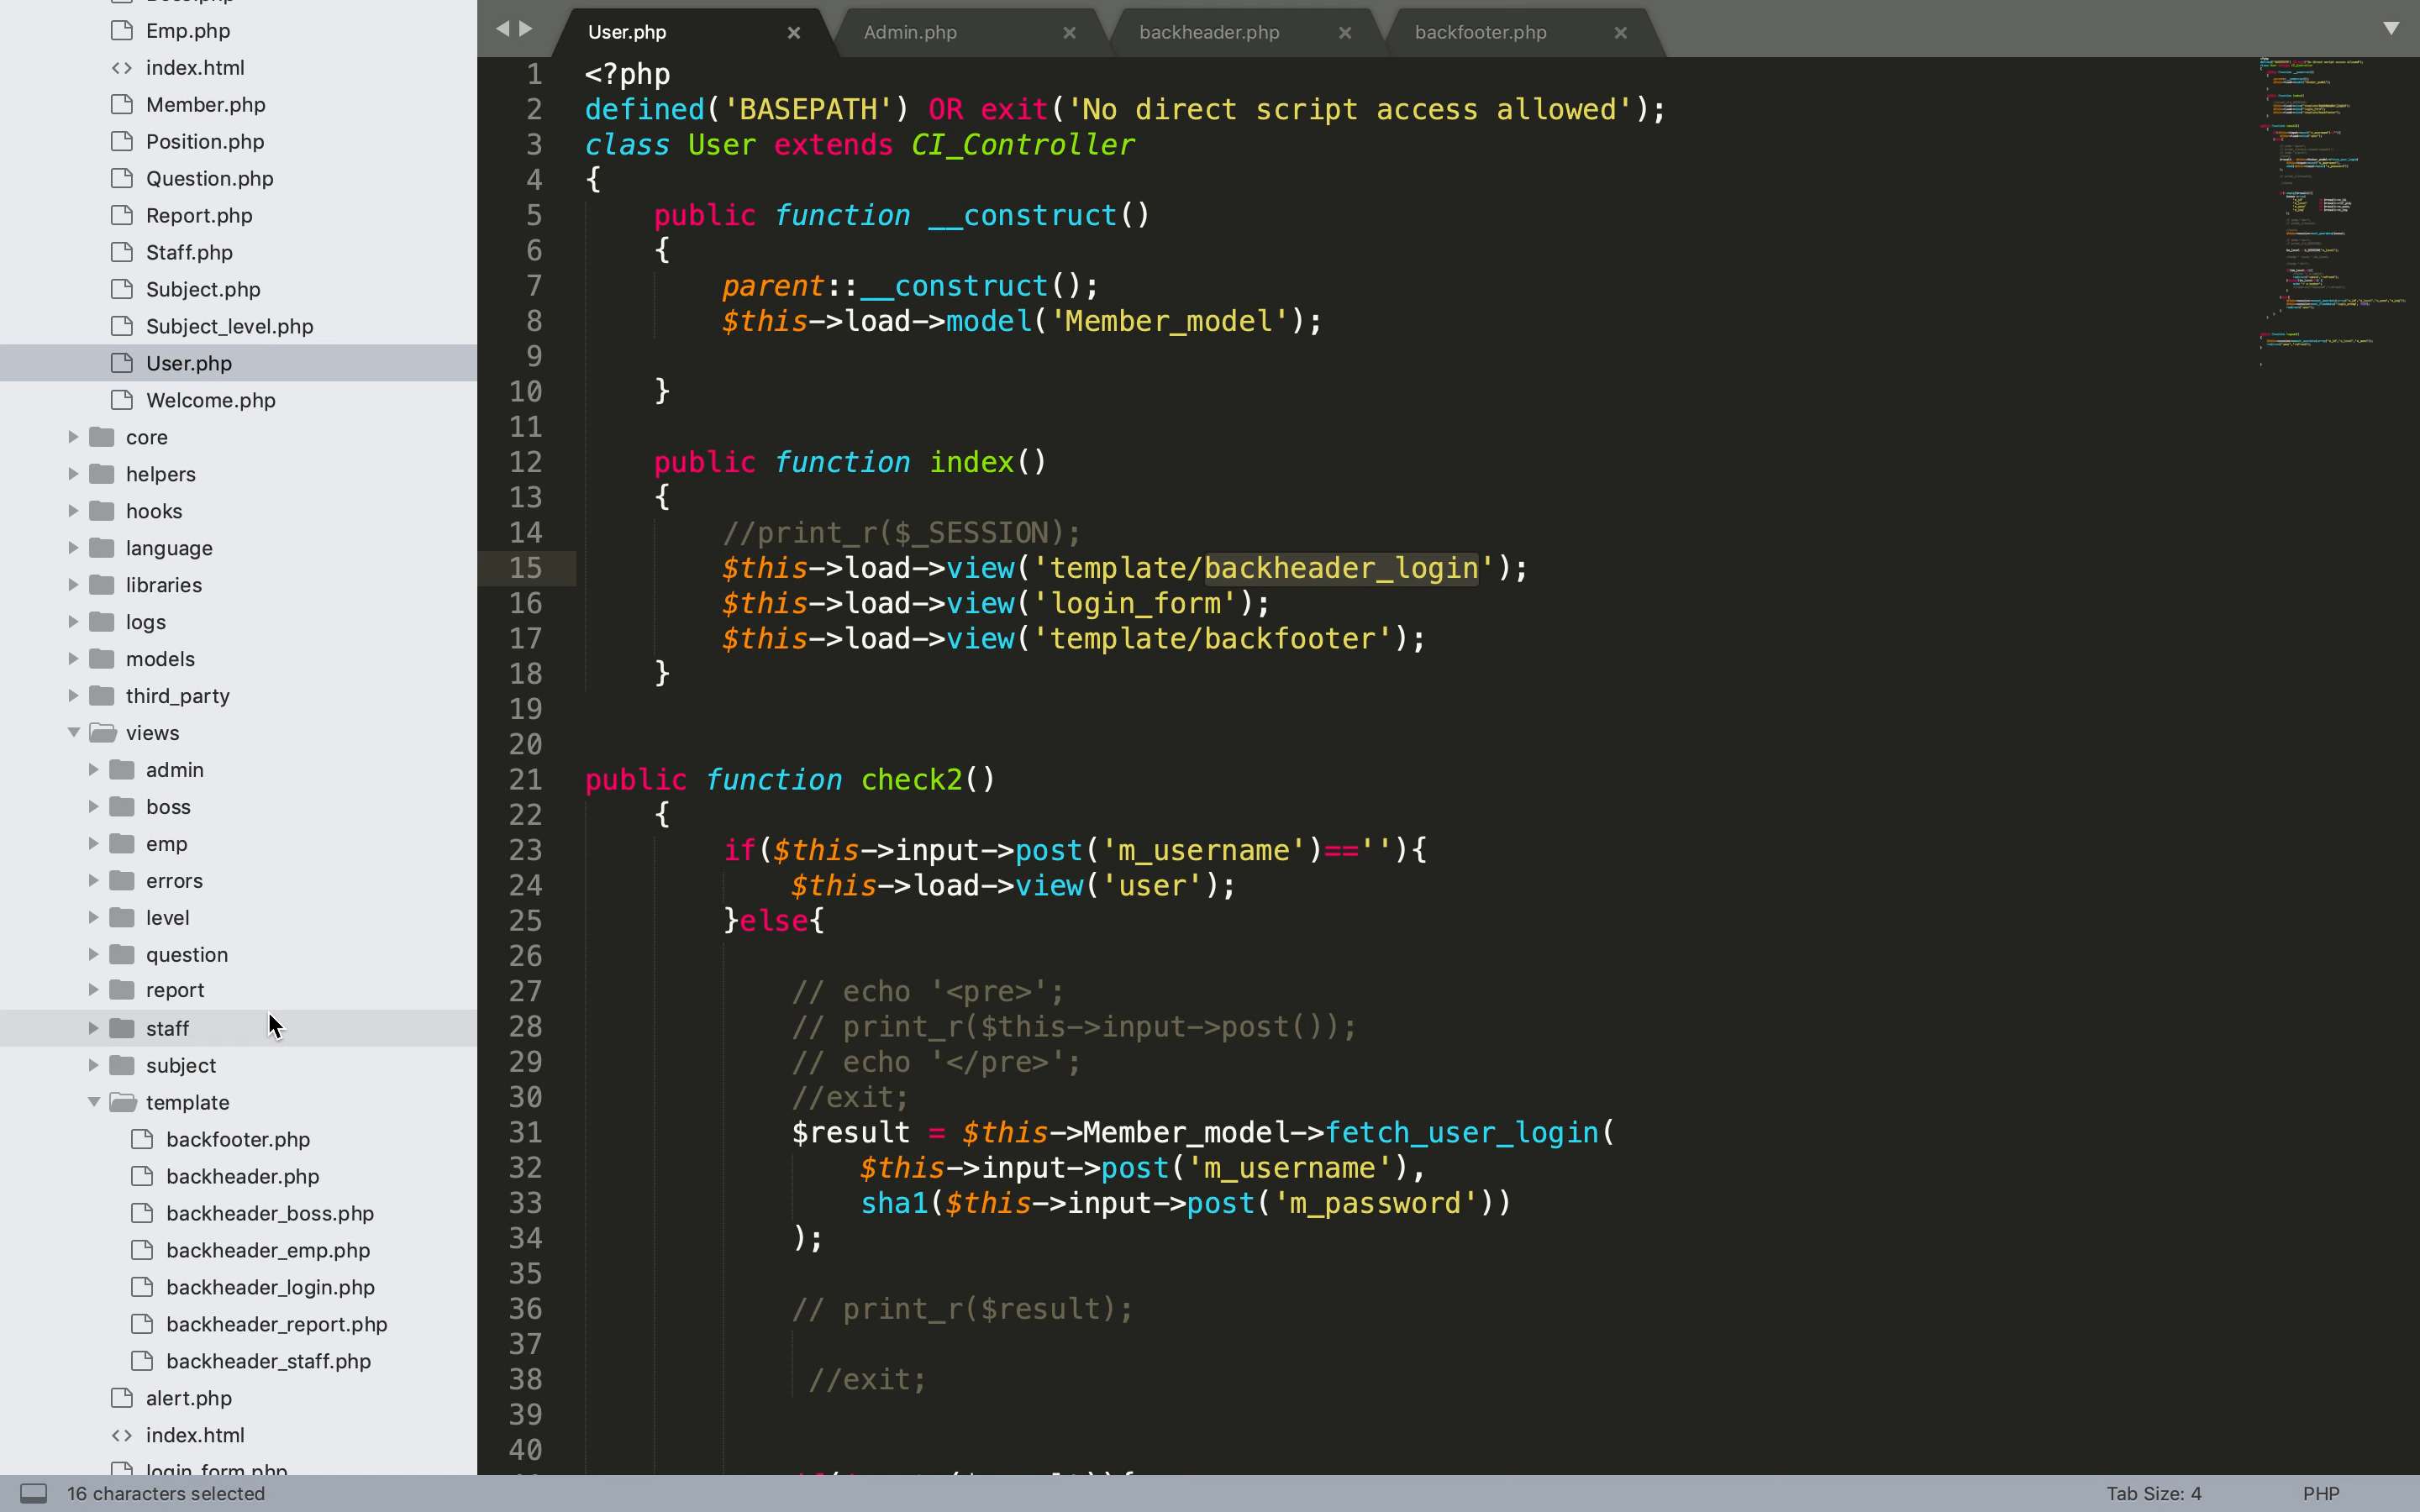 Emp.php
index.html
Member.php
Position.php
Question.php
Report.php
Staff.php
Subject.php
Subject_level.php
User.php
Welcome.php
core
helpers
hooks
language
libraries
logs
models
third_party
views
admin
boss
emp
errors
level
question
report
staff
subject
template
backfooter.php
backheader.php
backheader_boss.php
backheader_emp.php
backheader_login.php
backheader_report.php
backheader_staff.php
alert.php
index.html
login_form.php
User.php
Admin.php
backheader.php
backfooter.php
1 <?php
2 defined('BASEPATH') OR exit('No direct script access allowed');
3 class User extends CI_Controller
4 {
5     public function __construct()
6     {
7         parent::__construct();
8         $this->load->model('Member_model');
9
10     }
11
12     public function index()
13     {
14         //print_r($_SESSION);
15         $this->load->view('template/backheader_login');
16         $this->load->view('login_form');
17         $this->load->view('template/backfooter');
18     }
19
20
21 public function check2()
22     {
23         if($this->input->post('m_username')==''){
24             $this->load->view('user');
25         }else{
26
27             // echo '<pre>';
28             // print_r($this->input->post());
29             // echo '</pre>';
30             //exit;
31             $result = $this->Member_model->fetch_user_login(
32                 $this->input->post('m_username'),
33                 sha1($this->input->post('m_password'))
34             );
35
36             // print_r($result);
37
38              //exit;
39
40
16 characters selected
Tab Size: 4
PHP